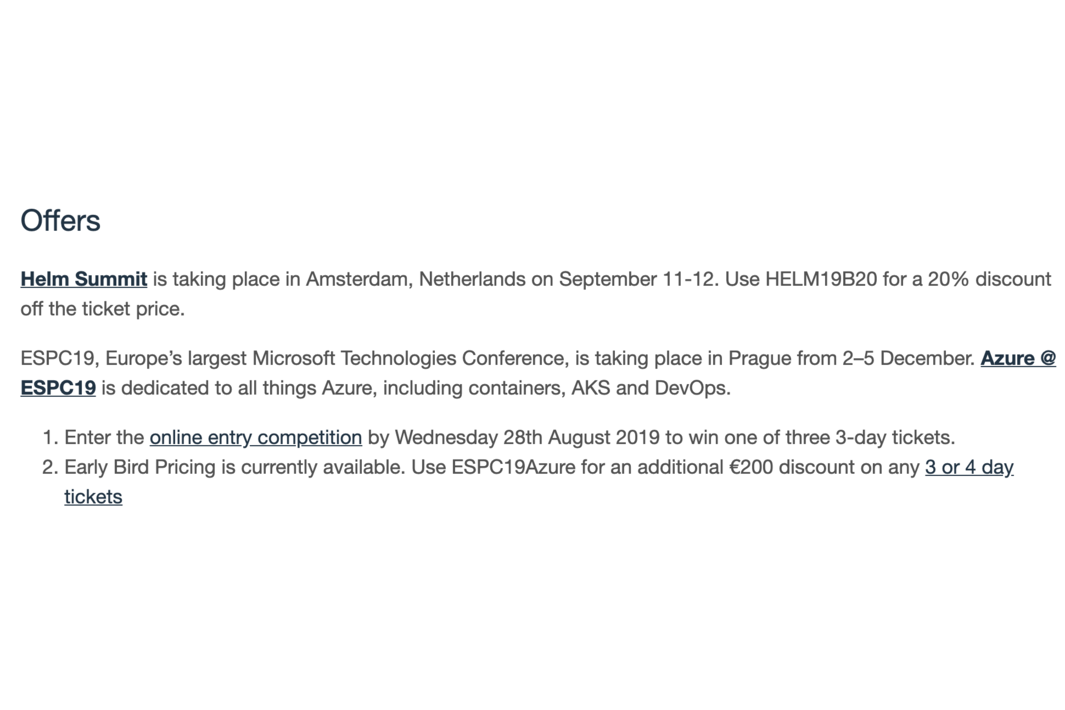 Offers
Helm Summit is taking place in Amsterdam, Netherlands on September 11-12. Use HELM19B20 for a 20% discount
off the ticket price.
ESPC19, Europe’s largest Microsoft Technologies Conference, is taking place in Prague from 2–5 December. Azure @
ESPC19 is dedicated to all things Azure, including containers, AKS and DevOps.
1. Enter the online entry competition by Wednesday 28th August 2019 to win one of three 3-day tickets.
2. Early Bird Pricing is currently available. Use ESPC19Azure for an additional €200 discount on any 3 or 4 day
tickets